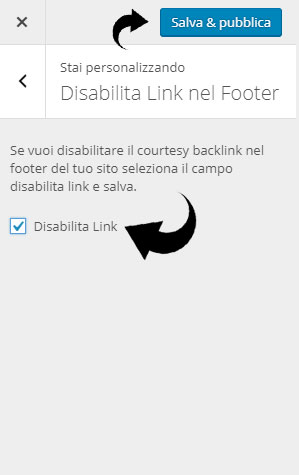 Salva & pubblica
Stai personalizzando
Disabilita Link nel Footer
Se vuoi disabilitare il courtesy backlink nel
footer del tuo sito seleziona il campo
disabilita link e salva.
Disabilita Link